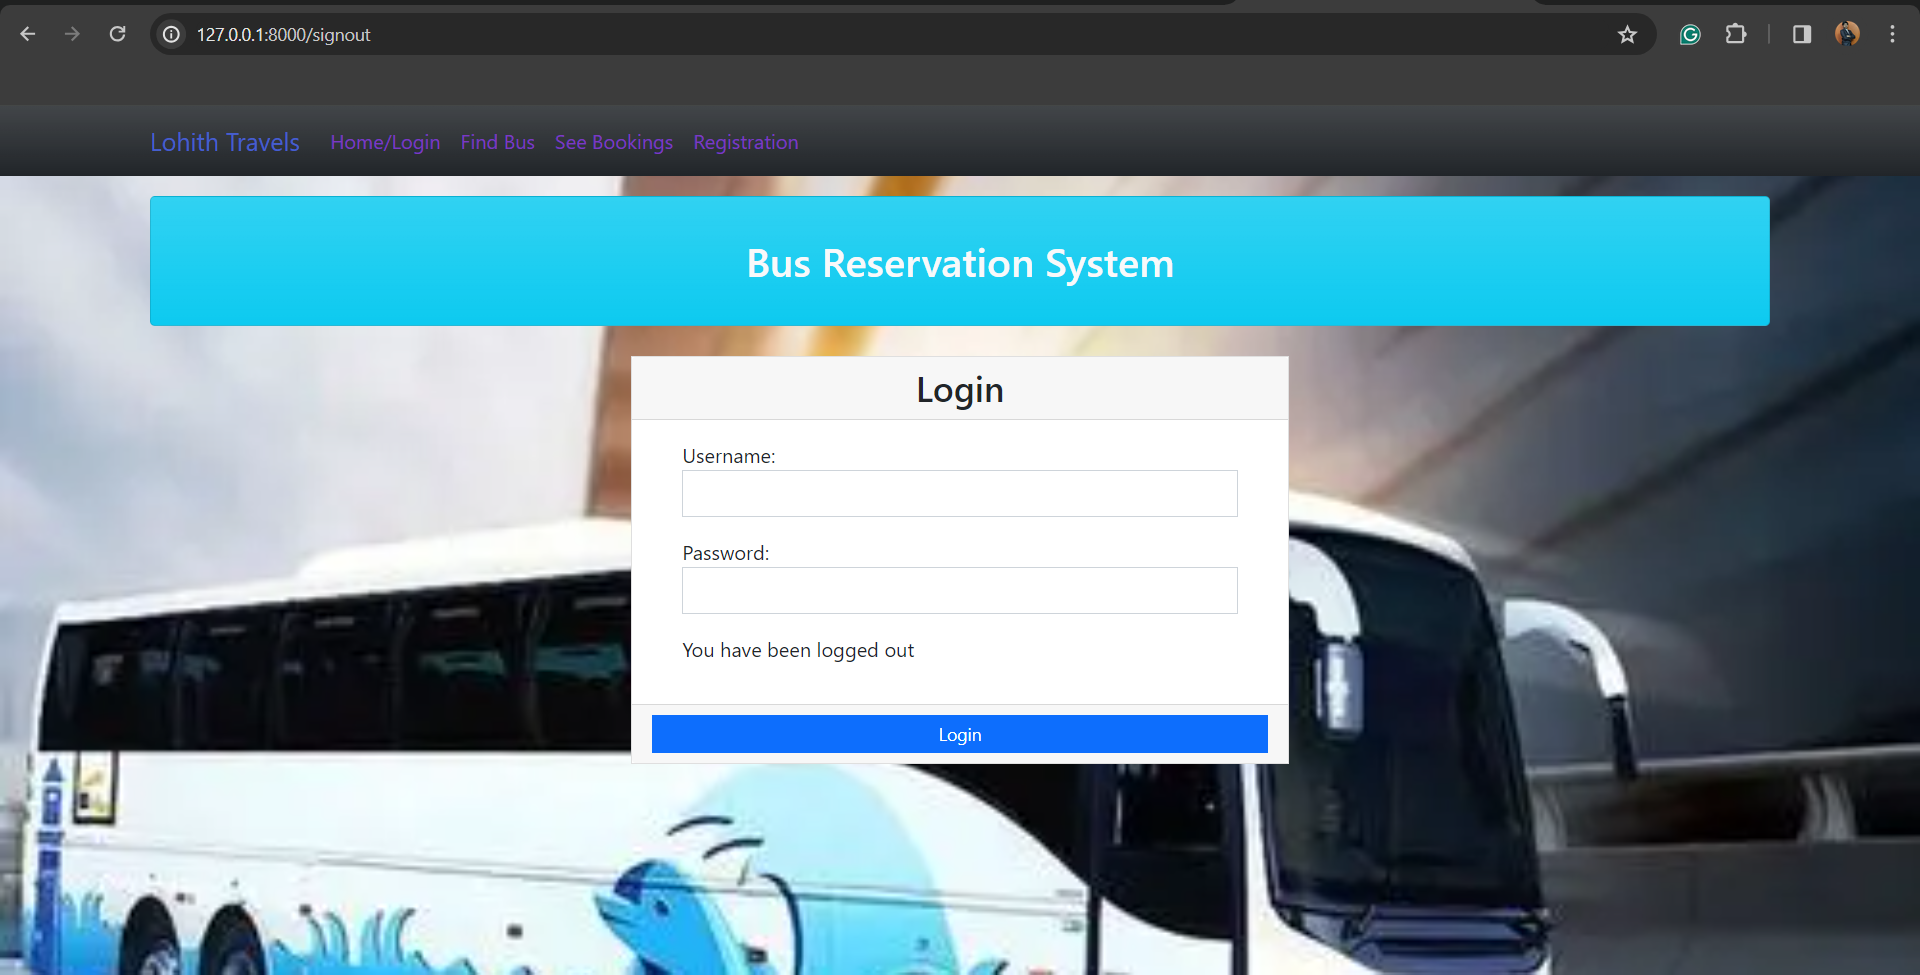 127.0.0.1:8000/signout
Lohith Travels Home/Login Find Bus See Bookings Registration
Bus Reservation System
Login
Username:
Password:
You have been logged out
Login